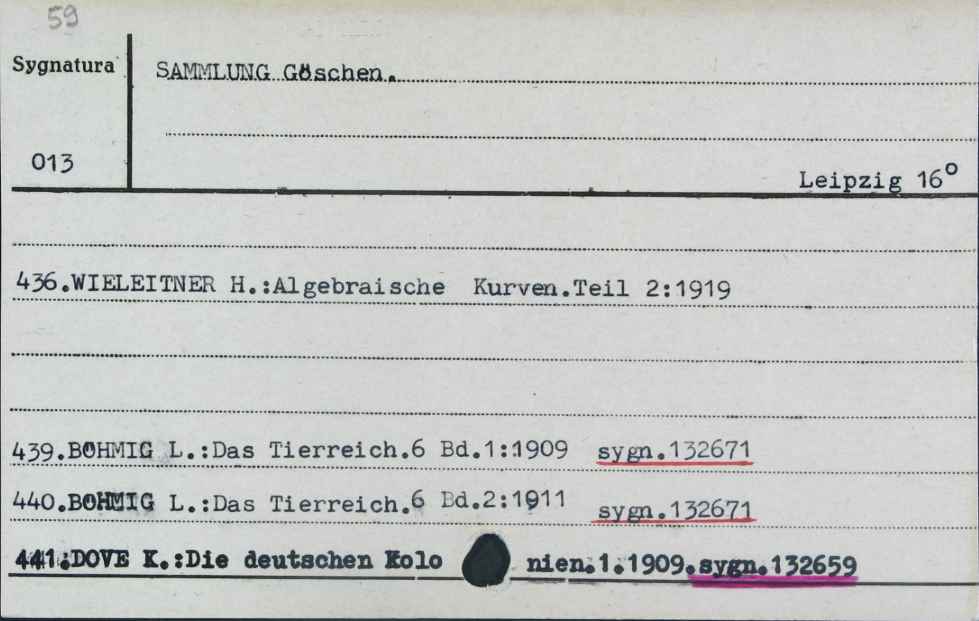 59
Sygnatura
SAMMLUNG Göschen.
013
Leipzig 16°
436.WIELEITNER H.:Algebraische Kurven.Teil 2:1919
439.BÖHMIG L.:Das Tierreich.6 Bd.1:1909 sygn.132671
440.BÖHMIG L.:Das Tierreich.6 Bd.2:1911 sygn.132671
441.DOVE K.:Die deutschen Kolo nien.1.1909.sygn.132659